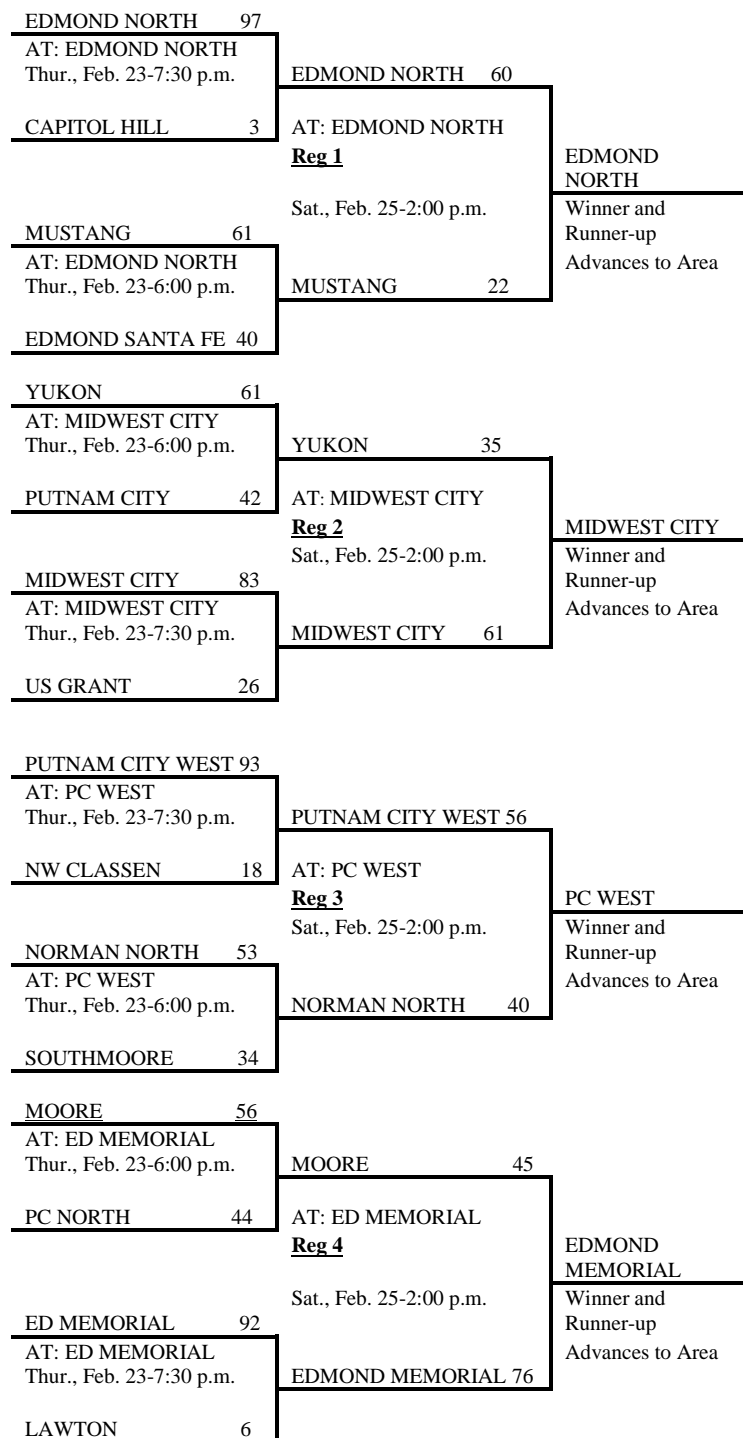 EDMOND NORTH 97
AT: EDMOND NORTH
Thur., Feb. 23-7:30 p.m.
EDMOND NORTH 60
CAPITOL HILL 3
AT: EDMOND NORTH
Reg 1
EDMOND
NORTH
Sat., Feb. 25-2:00 p.m.
Winner and
Runner-up
Advances to Area
MUSTANG 61
AT: EDMOND NORTH
Thur., Feb. 23-6:00 p.m.
MUSTANG 22
EDMOND SANTA FE 40
YUKON 61
AT: MIDWEST CITY
Thur., Feb. 23-6:00 p.m.
YUKON 35
PUTNAM CITY 42
AT: MIDWEST CITY
Reg 2
MIDWEST CITY
Sat., Feb. 25-2:00 p.m.
Winner and
Runner-up
Advances to Area
MIDWEST CITY 83
AT: MIDWEST CITY
Thur., Feb. 23-7:30 p.m.
MIDWEST CITY 61
US GRANT 26
PUTNAM CITY WEST 93
AT: PC WEST
Thur., Feb. 23-7:30 p.m.
PUTNAM CITY WEST 56
NW CLASSEN 18
AT: PC WEST
Reg 3
PC WEST
Sat., Feb. 25-2:00 p.m.
Winner and
Runner-up
Advances to Area
NORMAN NORTH 53
AT: PC WEST
Thur., Feb. 23-6:00 p.m.
NORMAN NORTH 40
SOUTHMOORE 34
MOORE 56
AT: ED MEMORIAL
Thur., Feb. 23-6:00 p.m.
MOORE 45
PC NORTH 44
AT: ED MEMORIAL
Reg 4
EDMOND
MEMORIAL
Sat., Feb. 25-2:00 p.m.
Winner and
Runner-up
Advances to Area
ED MEMORIAL 92
AT: ED MEMORIAL
Thur., Feb. 23-7:30 p.m.
EDMOND MEMORIAL 76
LAWTON 6